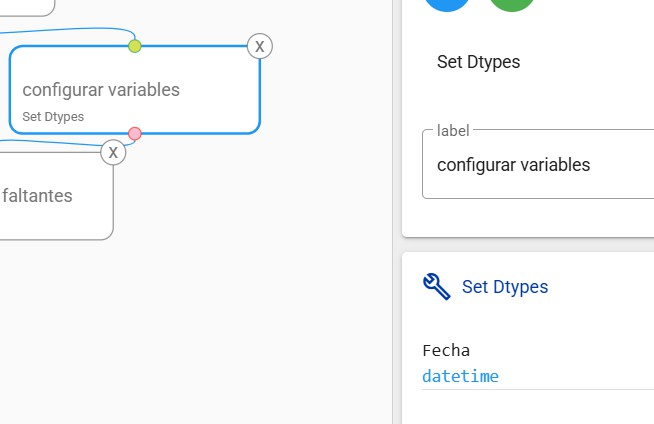 X
configurar variables
Set Dtypes
X
faltantes
Set Dtypes
label
configurar variables
Set Dtypes
Fecha
datetime